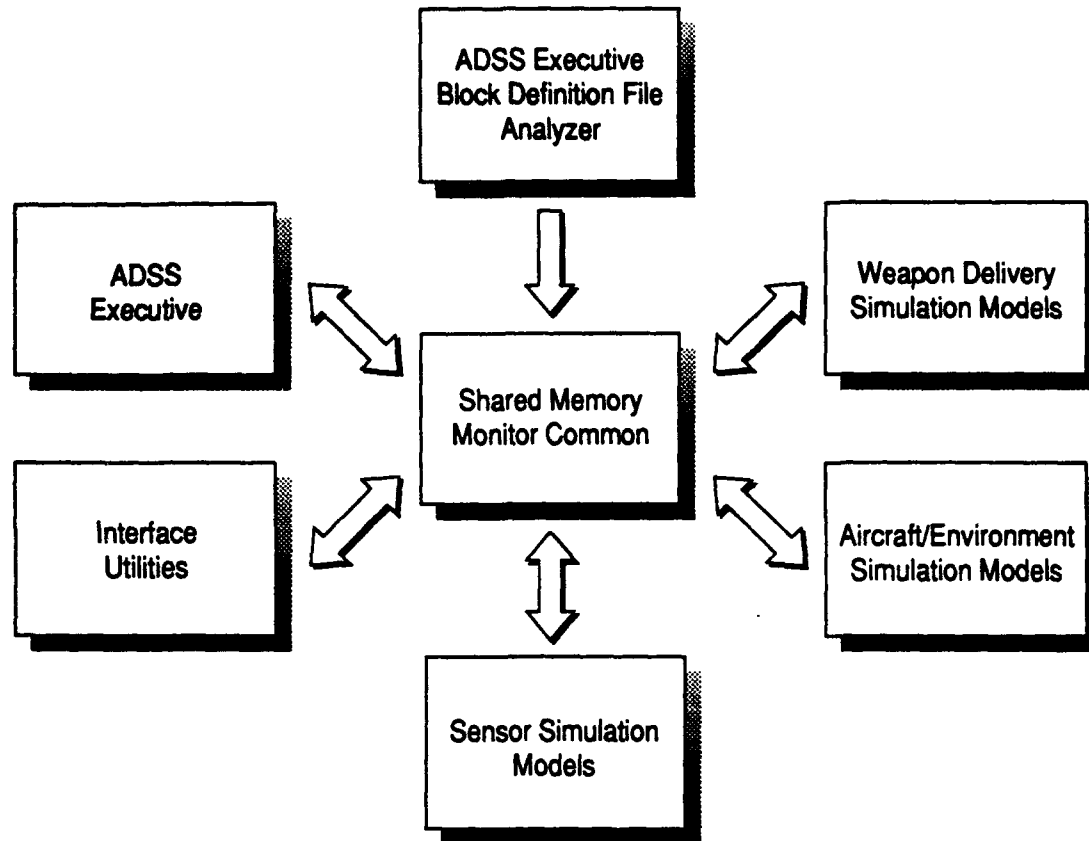 ADSS Executive
Block Definition File
Analyzer
ADSS
Executive
Weapon Delivery
Simulation Models
Shared Memory
Monitor Common
Interface
Utilities
Aircraft/Environment
Simulation Models
Sensor Simulation
Models